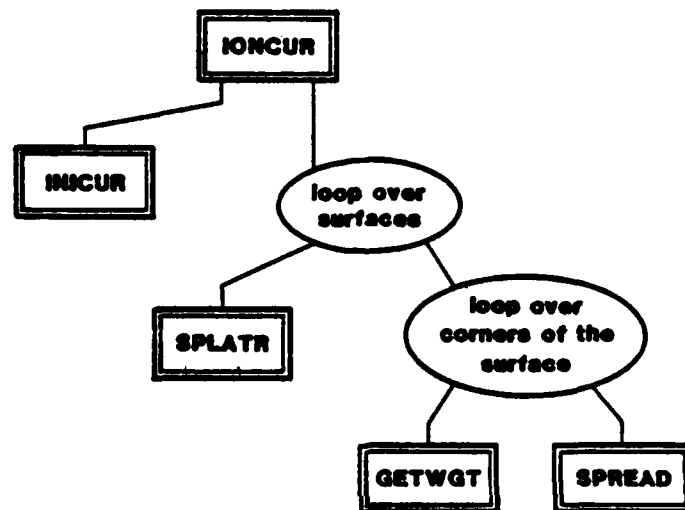 IONCUR
INICUR
loop over
surfaces
SPLATR
loop over
corners of the
surface
GETWGT
SPREAD